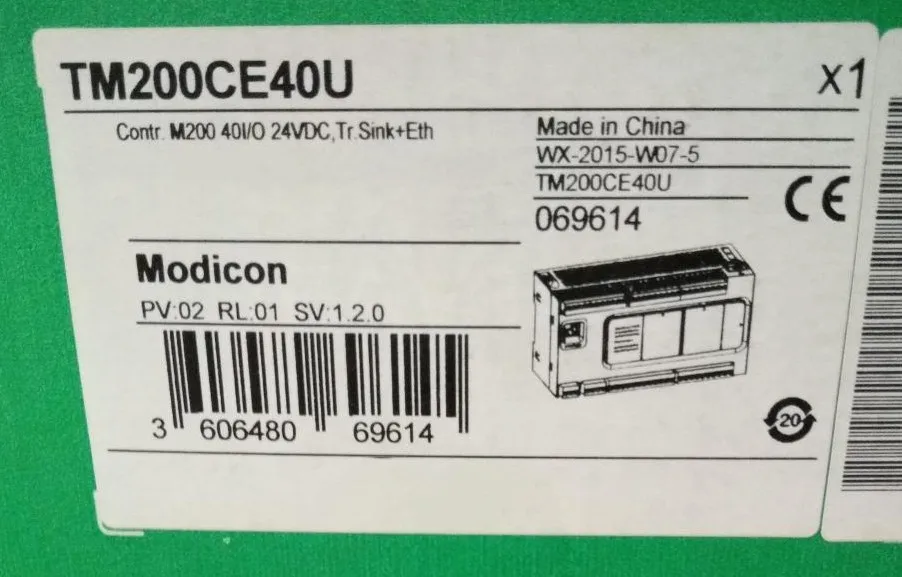 TM200CE40U X1
Contr. M200 40I/O 24VDC,Tr.Sink+Eth
Made in China
WX-2015-W07-5
TM200CE40U
069614
CE
Modicon
PV:02 RL:01 SV:1.2.0
3 606480 69614
20